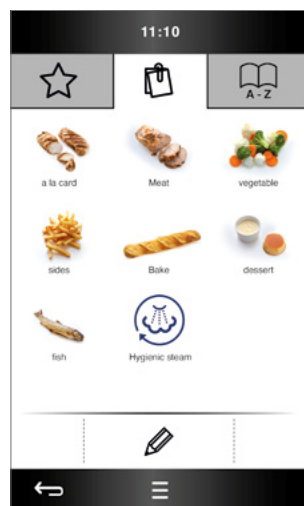 11:10
A - Z
a la card
Meat
vegetable
sides
Bake
dessert
fish
Hygienic steam